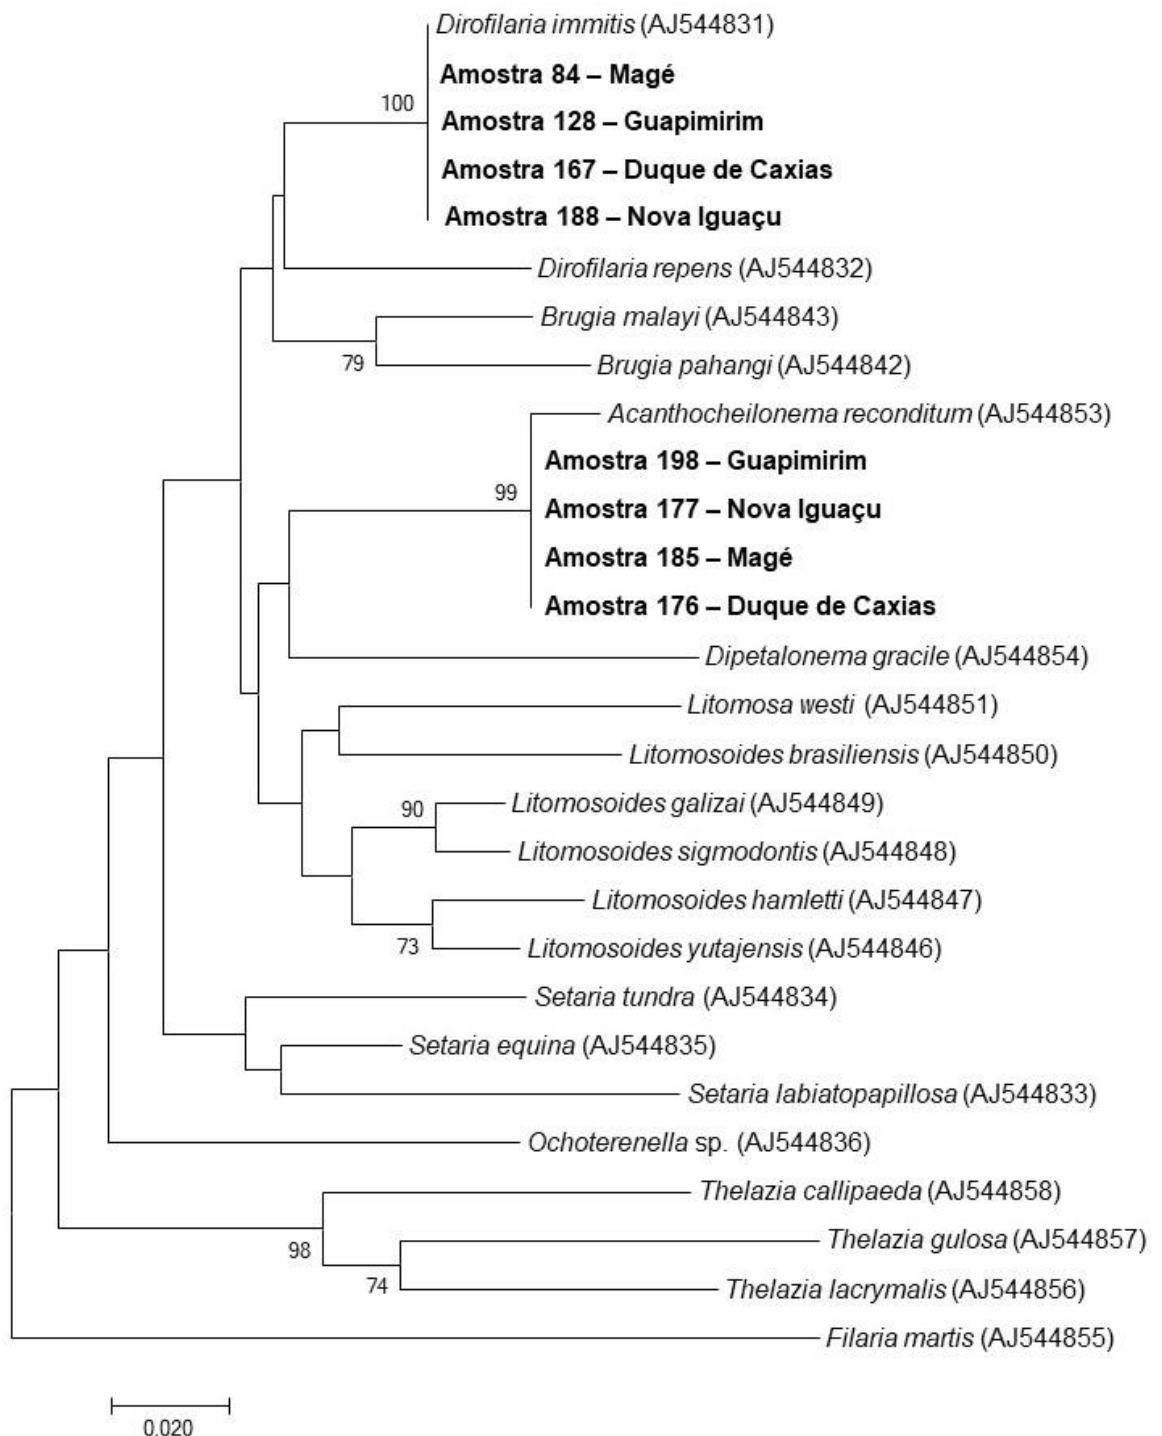 Dirofilaria immitis (AJ544831)
Amostra 84 – Magé
100
Amostra 128 – Guapimirim
Amostra 167 – Duque de Caxias
Amostra 188 – Nova Iguaçu
Dirofilaria repens (AJ544832)
Brugia malayi (AJ544843)
79
Brugia pahangi (AJ544842)
Acanthocheilonema reconditum (AJ544853)
Amostra 198 – Guapimirim
99
Amostra 177 – Nova Iguaçu
Amostra 185 – Magé
Amostra 176 – Duque de Caxias
Dipetalonema gracile (AJ544854)
Litomosa westi (AJ544851)
Litomosoides brasiliensis (AJ544850)
90
Litomosoides galizai (AJ544849)
Litomosoides sigmodontis (AJ544848)
Litomosoides hamletti (AJ544847)
73
Litomosoides yutajensis (AJ544846)
Setaria tundra (AJ544834)
Setaria equina (AJ544835)
Setaria labiatopapillosa (AJ544833)
Ochoterenella sp. (AJ544836)
Thelazia callipaeda (AJ544858)
98
Thelazia gulosa (AJ544857)
74
Thelazia lacrymalis (AJ544856)
Filaria martis (AJ544855)
0.020